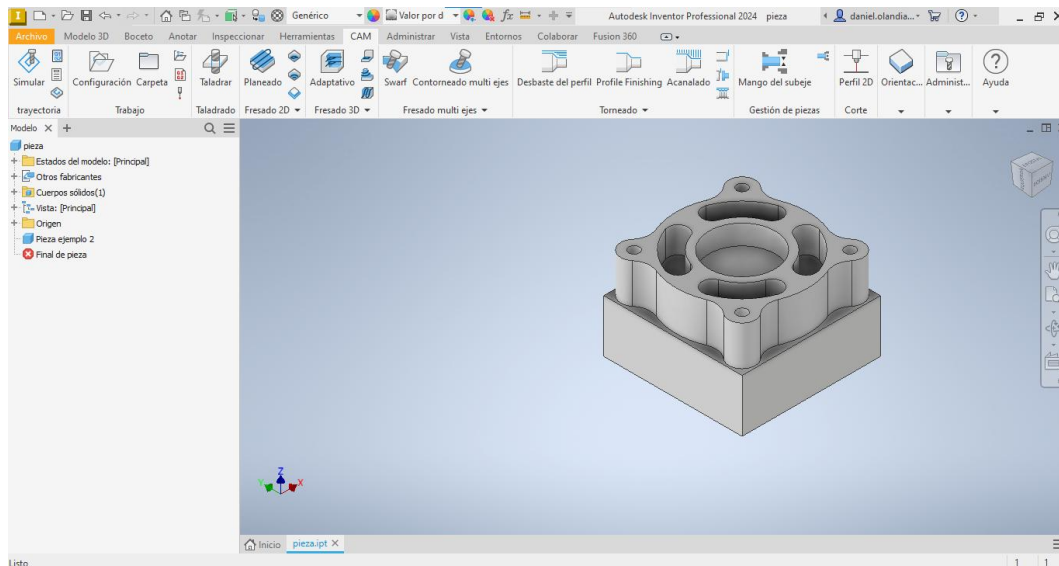 Genérico Valor por d fx Autodesk Inventor Professional 2024 pieza daniel.olandia...
Archivo Modelo 3D Boceto Anotar Inspeccionar Herramientas CAM Administrar Vista Entornos Colaborar Fusion 360
Simular Configuración Carpeta Taladrar Planeado Adaptativo Swarf Contorneado multi ejes Desbaste del perfil Profile Finishing Acanalado Mango del subeje Perfil 2D Orientac... Administ... Ayuda
trayectoria Trabajo Taladrado Fresado 2D Fresado 3D Fresado multi ejes Torneado Gestión de piezas Corte
Modelo
pieza
Estados del modelo: [Principal]
Otros fabricantes
Cuerpos sólidos(1)
Vista: [Principal]
Origen
Pieza ejemplo 2
Final de pieza
Z
Y X
Inicio pieza.ipt
Listo 1 1